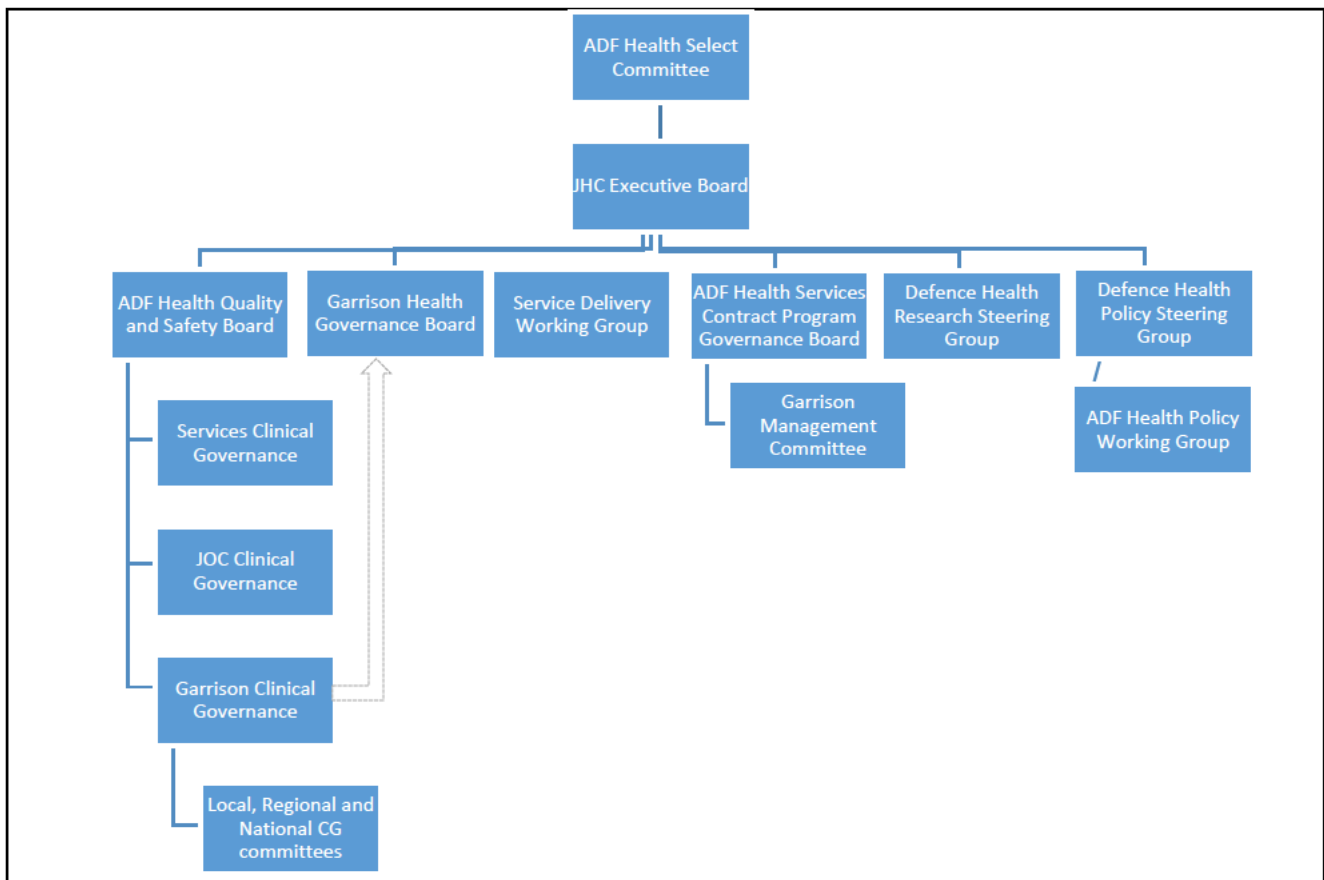 ADF Health Select
Committee
JHC Executive Board
ADF Health Quality
and Safety Board
Garrison Health
Governance Board
Service Delivery
Working Group
ADF Health Services
Contract Program
Governance Board
Defence Health
Research Steering
Group
Defence Health
Policy Steering
Group
Services Clinical
Governance
Garrison
Management
Committee
ADF Health Policy
Working Group
JOC Clinical
Governance
Garrison Clinical
Governance
Local, Regional and
National CG
committees